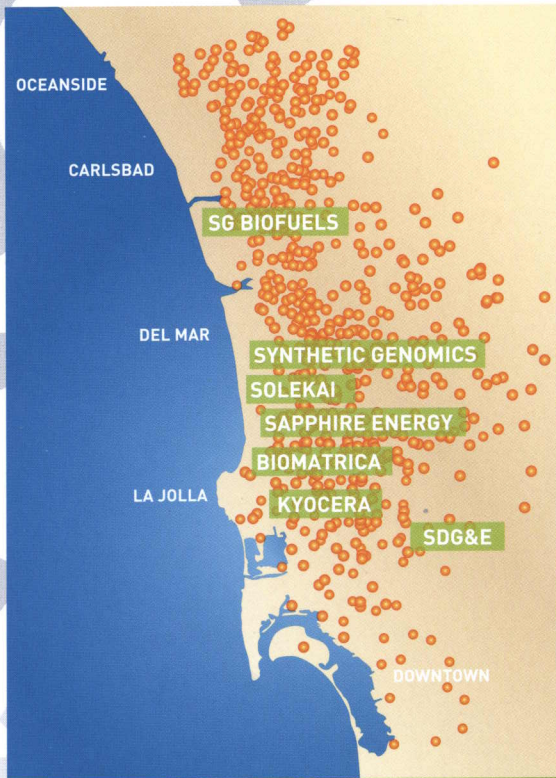 OCEANSIDE
CARLSBAD
SG BIOFUELS
DEL MAR
SYNTHETIC GENOMICS
SOLEKAI
SAPPHIRE ENERGY
BIOMATRICA
LA JOLLA
KYOCERA
SDG&E
DOWNTOWN